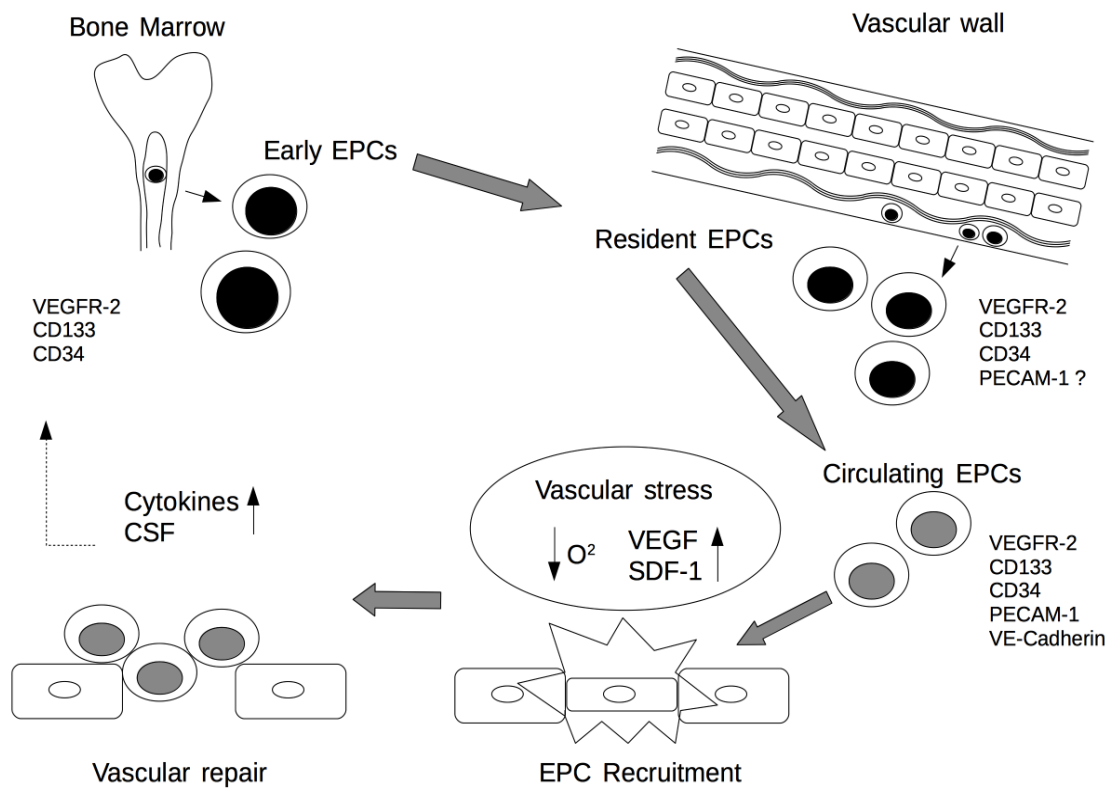 Bone Marrow
Vascular wall
Early EPCs
Resident EPCs
VEGFR-2
CD133
CD34
VEGFR-2
CD133
CD34
PECAM-1 ?
Circulating EPCs
VEGFR-2
CD133
CD34
PECAM-1
VE-Cadherin
Vascular stress
O²
VEGF
SDF-1
Cytokines
CSF
Vascular repair
EPC Recruitment